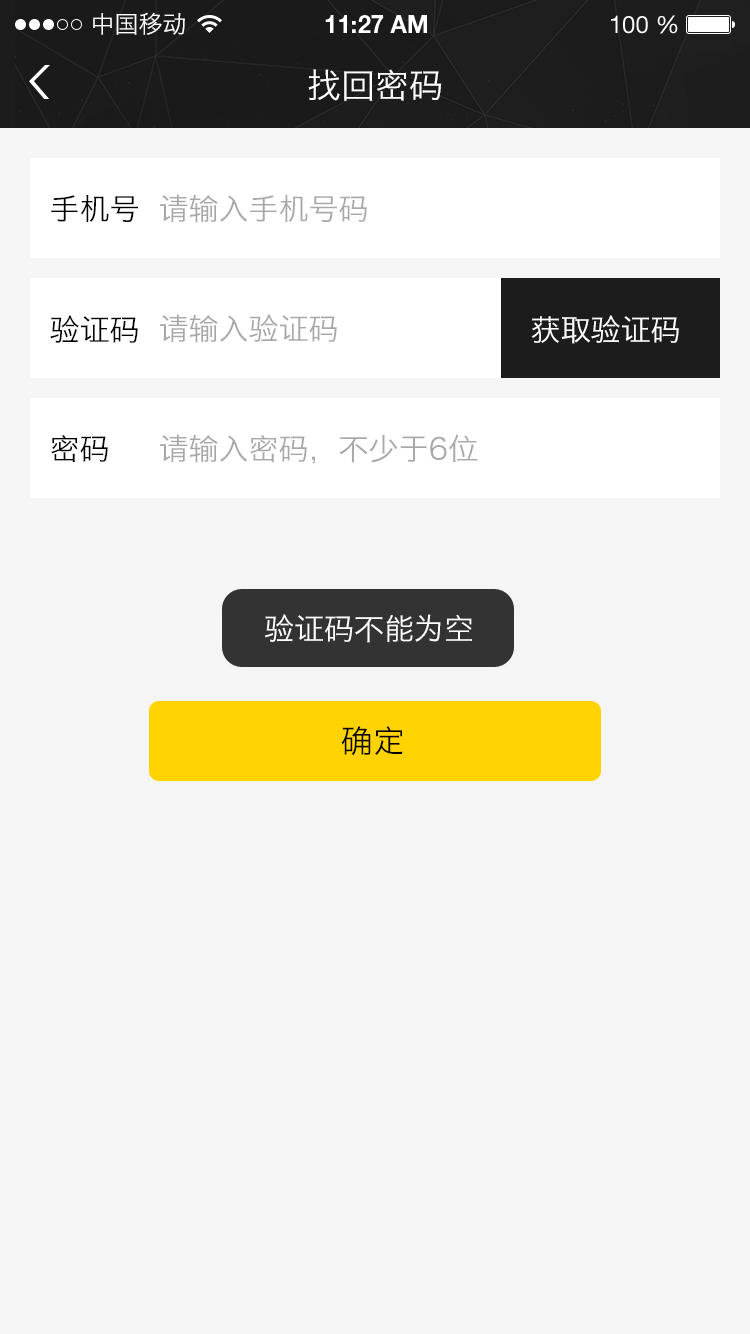 中国移动 11:27 AM 100 %
找回密码
手机号 请输入手机号码
验证码 请输入验证码 获取验证码
密码 请输入密码，不少于6位
验证码不能为空
确定